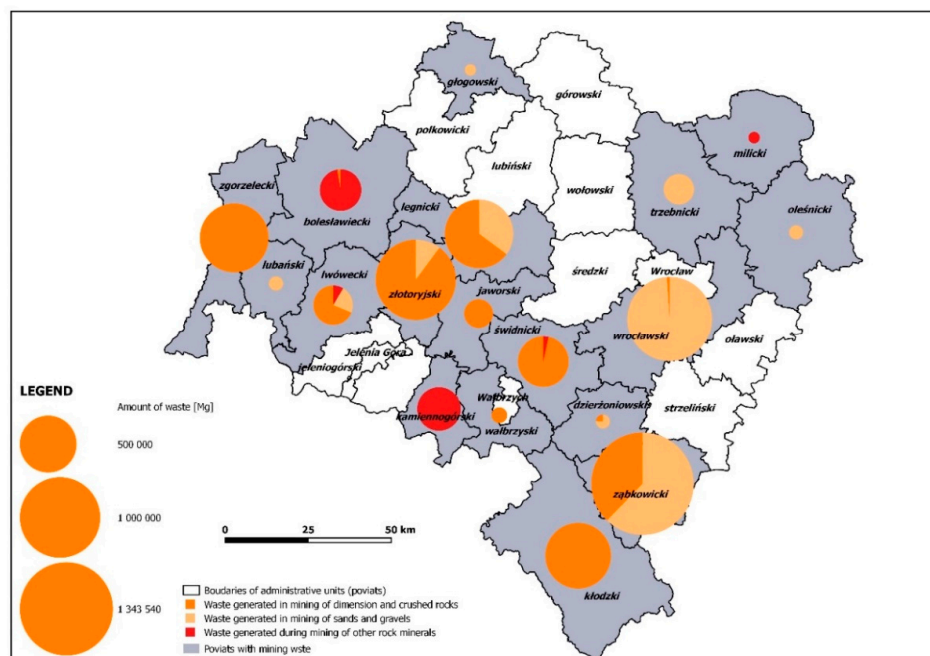 głogowski
górowski
polkowicki
milicki
lubiński
zgorzelecki
wołowski
trzebnicki
legnicki
bolesławiecki
oleśnicki
lubański
lwówecki
średzki
Wrocław
złotoryjski
jaworski
świdnicki
wrocławski
oławski
Jelenia Góra
jeleniogórski
LEGEND
Wałbrzych
dzierżoniowski
strzeliński
Amount of waste [Mg]
kamiennogórski
wałbrzyski
500 000
ząbkowicki
1 000 000
0 25 50 km
kłodzki
Boudaries of administrative units (poviats)
Waste generated in mining of dimension and crushed rocks
1 343 540
Waste generated in mining of sands and gravels
Waste generated during mining of other rock minerals
Poviats with mining wste